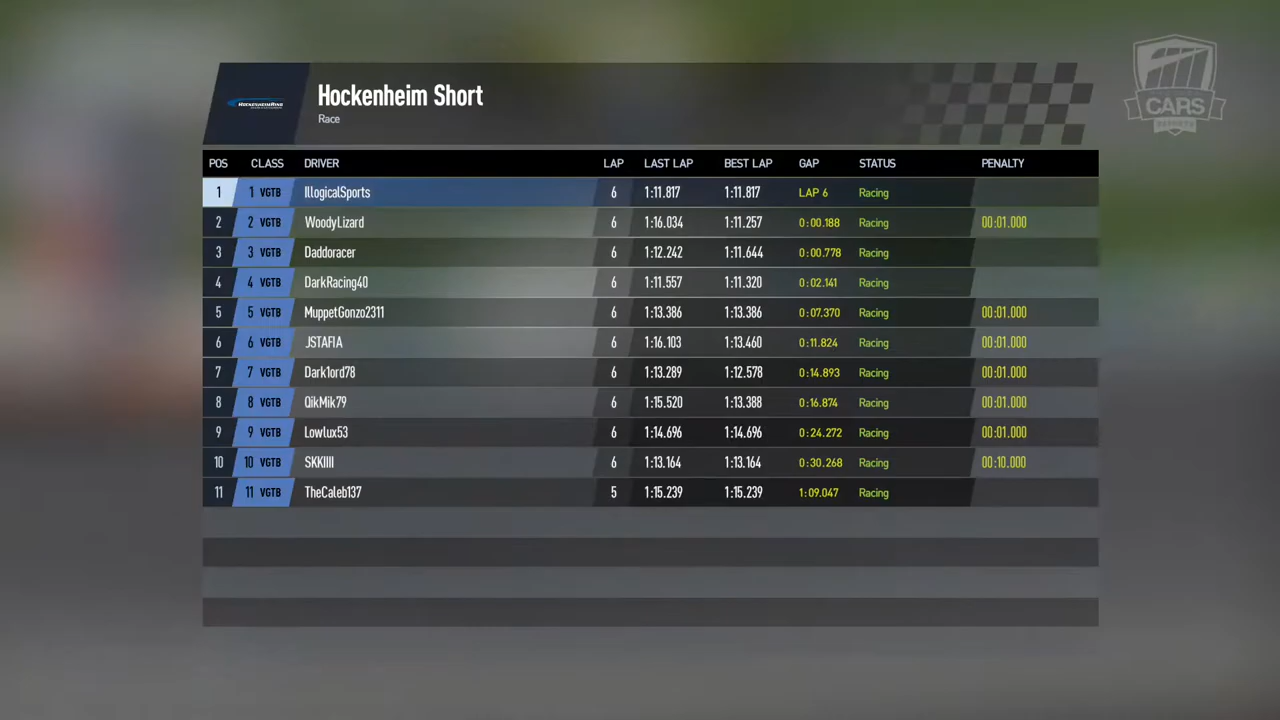 Hockenheim Short
Race
HOCKENHEIMRING
CARS
ESPORTS
POS CLASS DRIVER LAP LAST LAP BEST LAP GAP STATUS PENALTY
1 1 VGTB IllogicalSports 6 1:11.817 1:11.817 LAP 6 Racing
2 2 VGTB WoodyLizard 6 1:16.034 1:11.257 0:00.188 Racing 00:01.000
3 3 VGTB Daddoracer 6 1:12.242 1:11.644 0:00.778 Racing
4 4 VGTB DarkRacing40 6 1:11.557 1:11.320 0:02.141 Racing
5 5 VGTB MuppetGonzo2311 6 1:13.386 1:13.386 0:07.370 Racing 00:01.000
6 6 VGTB JSTAFIA 6 1:16.103 1:13.460 0:11.824 Racing 00:01.000
7 7 VGTB Dark1ord78 6 1:13.289 1:12.578 0:14.893 Racing 00:01.000
8 8 VGTB QikMik79 6 1:15.520 1:13.388 0:16.874 Racing 00:01.000
9 9 VGTB Lowlux53 6 1:14.696 1:14.696 0:24.272 Racing 00:01.000
10 10 VGTB SKKIIII 6 1:13.164 1:13.164 0:30.268 Racing 00:10.000
11 11 VGTB TheCaleb137 5 1:15.239 1:15.239 1:09.047 Racing